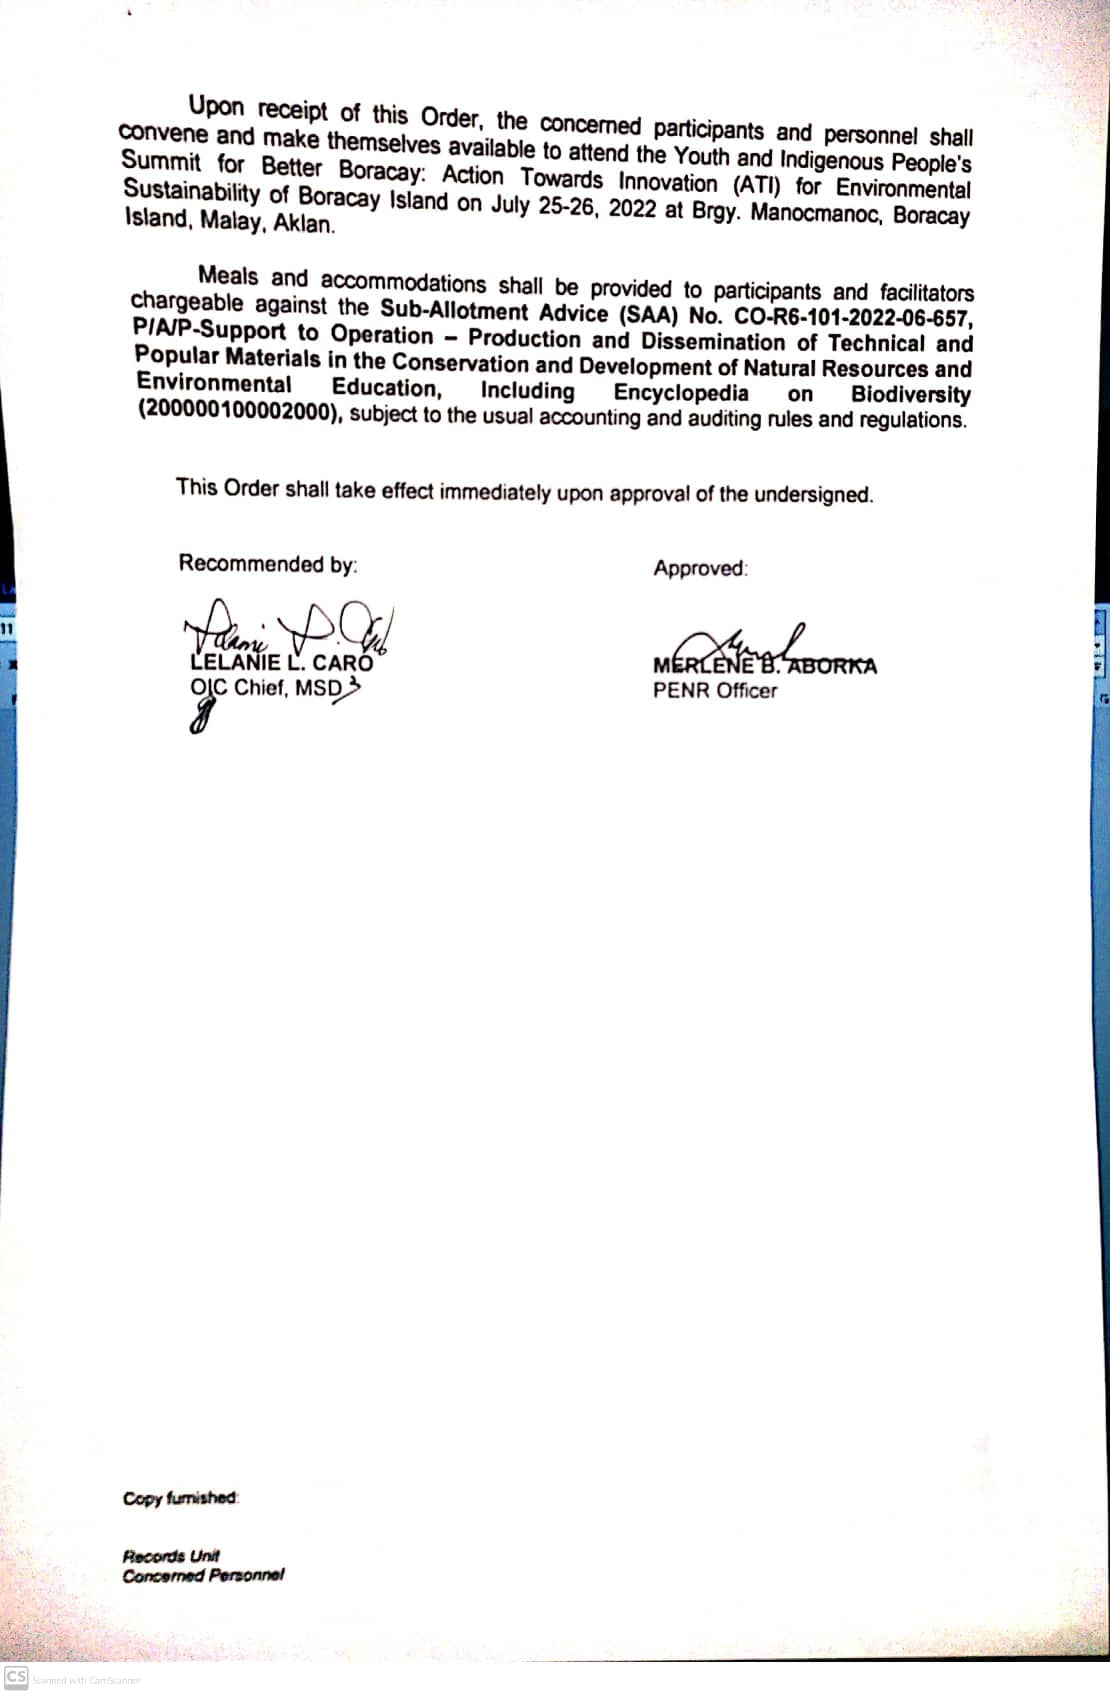 Upon receipt of this Order, the concerned participants and personnel shall
convene and make themselves available to attend the Youth and Indigenous People's
Summit for Better Boracay: Action Towards Innovation (ATI) for Environmental
Sustainability of Boracay Island on July 25-26, 2022 at Brgy. Manocmanoc, Boracay
Island, Malay, Aklan.
Meals and accommodations shall be provided to participants and facilitators
chargeable against the Sub-Allotment Advice (SAA) No. CO-R6-101-2022-06-657,
P/A/P-Support to Operation – Production and Dissemination of Technical and
Popular Materials in the Conservation and Development of Natural Resources and
Environmental Education, Including Encyclopedia on Biodiversity
(200000100002000), subject to the usual accounting and auditing rules and regulations.
This Order shall take effect immediately upon approval of the undersigned.
Recommended by:
LELANIE L. CARO
OIC Chief, MSD
Approved:
MERLENE B. ABORKA
PENR Officer
Copy furnished:
Records Unit
Concerned Personnel
11
CS Scanned with CamScanner